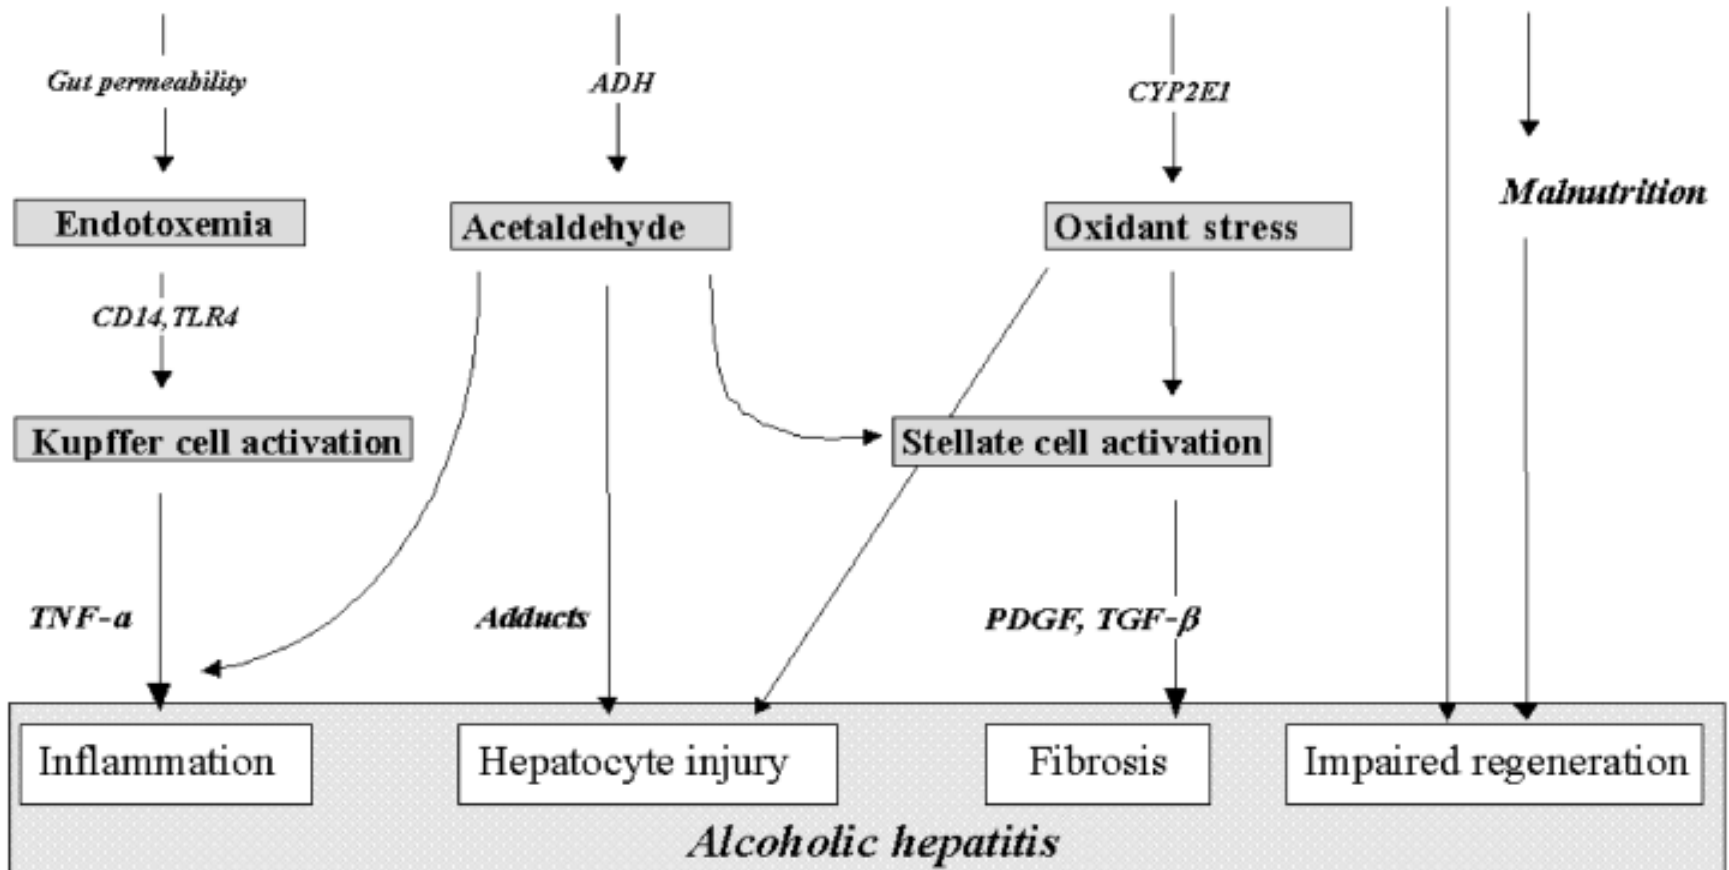 Gut permeability
ADH
CYP2E1
Malnutrition
Endotoxemia
Acetaldehyde
Oxidant stress
CD14,TLR4
Kupffer cell activation
Stellate cell activation
TNF-a
Adducts
PDGF, TGF-β
Inflammation
Hepatocyte injury
Fibrosis
Impaired regeneration
Alcoholic hepatitis